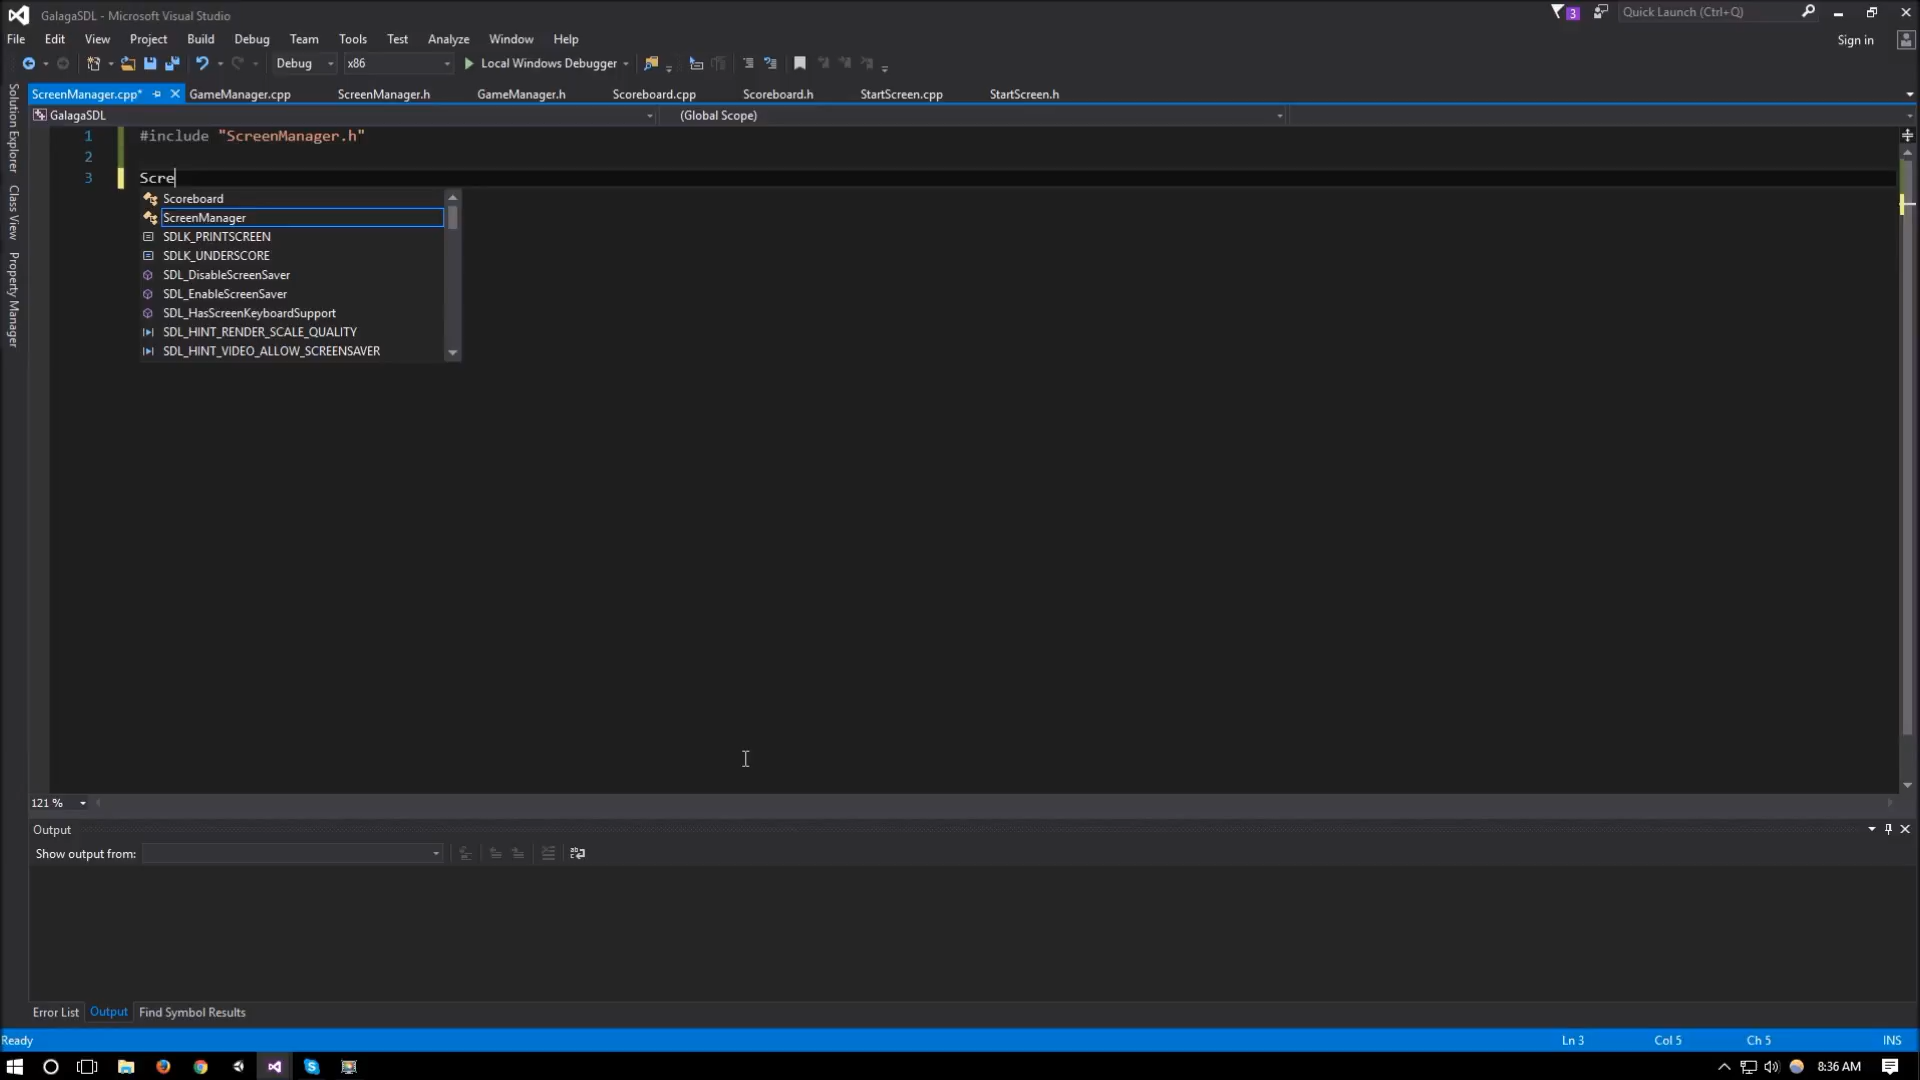 GalagaSDL - Microsoft Visual Studio
3
Quick Launch (Ctrl+Q)
File Edit View Project Build Debug Team Tools Test Analyze Window Help
Sign in
Debug x86 Local Windows Debugger
ScreenManager.cpp* GameManager.cpp ScreenManager.h GameManager.h Scoreboard.cpp Scoreboard.h StartScreen.cpp StartScreen.h
GalagaSDL (Global Scope)
Solution Explorer
Class View
Property Manager
1 #include "ScreenManager.h"
2
3 Scre
Scoreboard
ScreenManager
SDLK_PRINTSCREEN
SDLK_UNDERSCORE
SDL_DisableScreenSaver
SDL_EnableScreenSaver
SDL_HasScreenKeyboardSupport
SDL_HINT_RENDER_SCALE_QUALITY
SDL_HINT_VIDEO_ALLOW_SCREENSAVER
121 %
Output
Show output from:
Error List Output Find Symbol Results
Ready Ln 3 Col 5 Ch 5 INS
8:36 AM